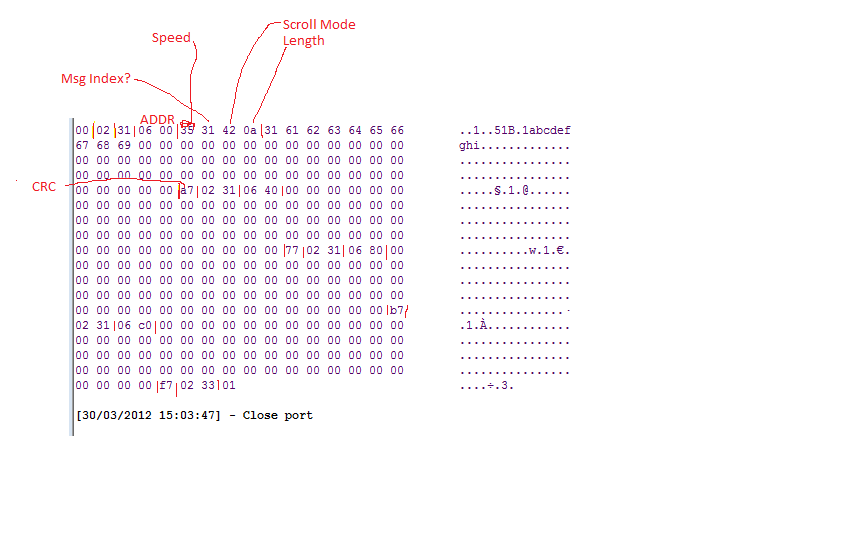 Scroll Mode
Length
Speed
Msg Index?
ADDR
CRC
00 02 31 06 00 35 31 42 0a 31 61 62 63 64 65 66 ..1..51B.1abcdef
67 68 69 00 00 00 00 00 00 00 00 00 00 00 00 00 ghi.............
00 00 00 00 00 00 00 00 00 00 00 00 00 00 00 00 ................
00 00 00 00 00 00 00 00 00 00 00 00 00 00 00 00 ................
00 00 00 00 00 a7 02 31 06 40 00 00 00 00 00 00 .....§.1.@......
00 00 00 00 00 00 00 00 00 00 00 00 00 00 00 00 ................
00 00 00 00 00 00 00 00 00 00 00 00 00 00 00 00 ................
00 00 00 00 00 00 00 00 00 00 00 00 00 00 00 00 ................
00 00 00 00 00 00 00 00 00 00 77 02 31 06 80 00 ..........w.1.€.
00 00 00 00 00 00 00 00 00 00 00 00 00 00 00 00 ................
00 00 00 00 00 00 00 00 00 00 00 00 00 00 00 00 ................
00 00 00 00 00 00 00 00 00 00 00 00 00 00 00 00 ................
00 00 00 00 00 00 00 00 00 00 00 00 00 00 00 b7 ...............·
02 31 06 c0 00 00 00 00 00 00 00 00 00 00 00 00 .1.À............
00 00 00 00 00 00 00 00 00 00 00 00 00 00 00 00 ................
00 00 00 00 00 00 00 00 00 00 00 00 00 00 00 00 ................
00 00 00 00 00 00 00 00 00 00 00 00 00 00 00 00 ................
00 00 00 00 f7 02 33 01 ....÷.3.
[30/03/2012 15:03:47] - Close port